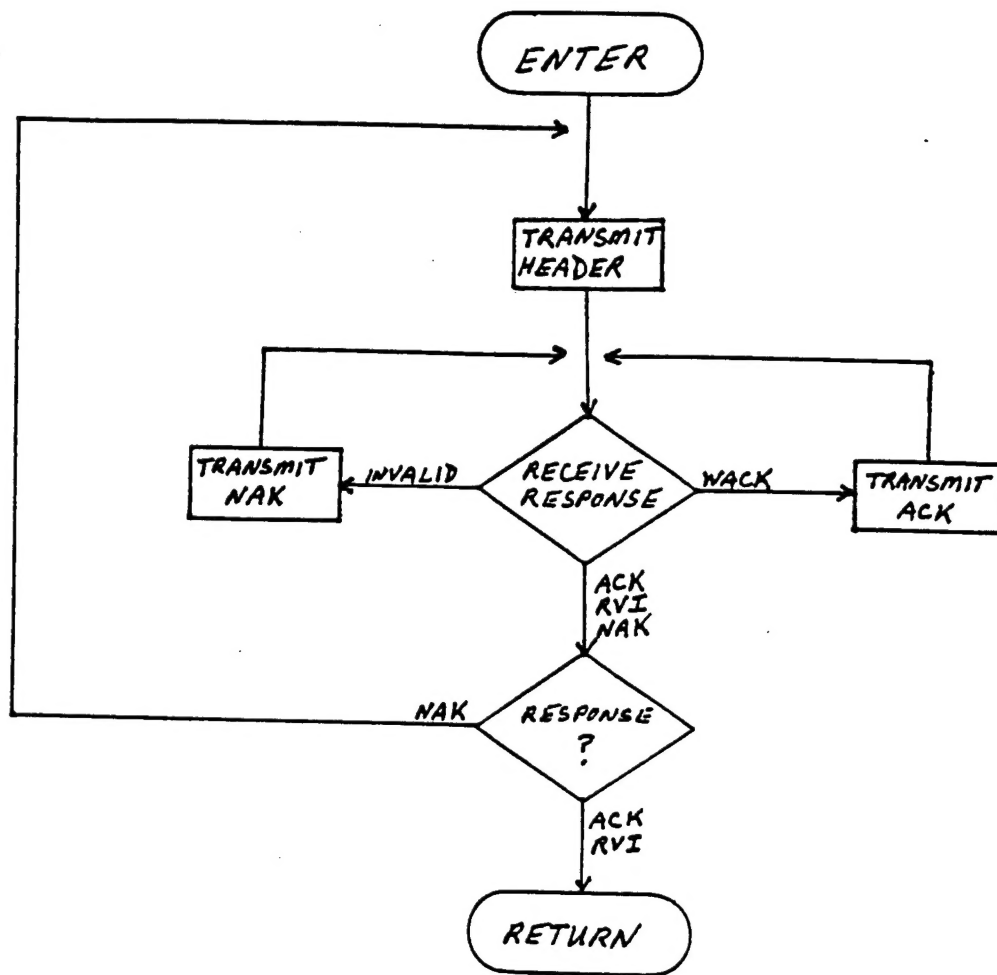 ENTER
TRANSMIT
HEADER
TRANSMIT
NAK
INVALID
RECEIVE
RESPONSE
WACK
TRANSMIT
ACK
ACK
RVI
NAK
NAK
RESPONSE
?
ACK
RVI
RETURN